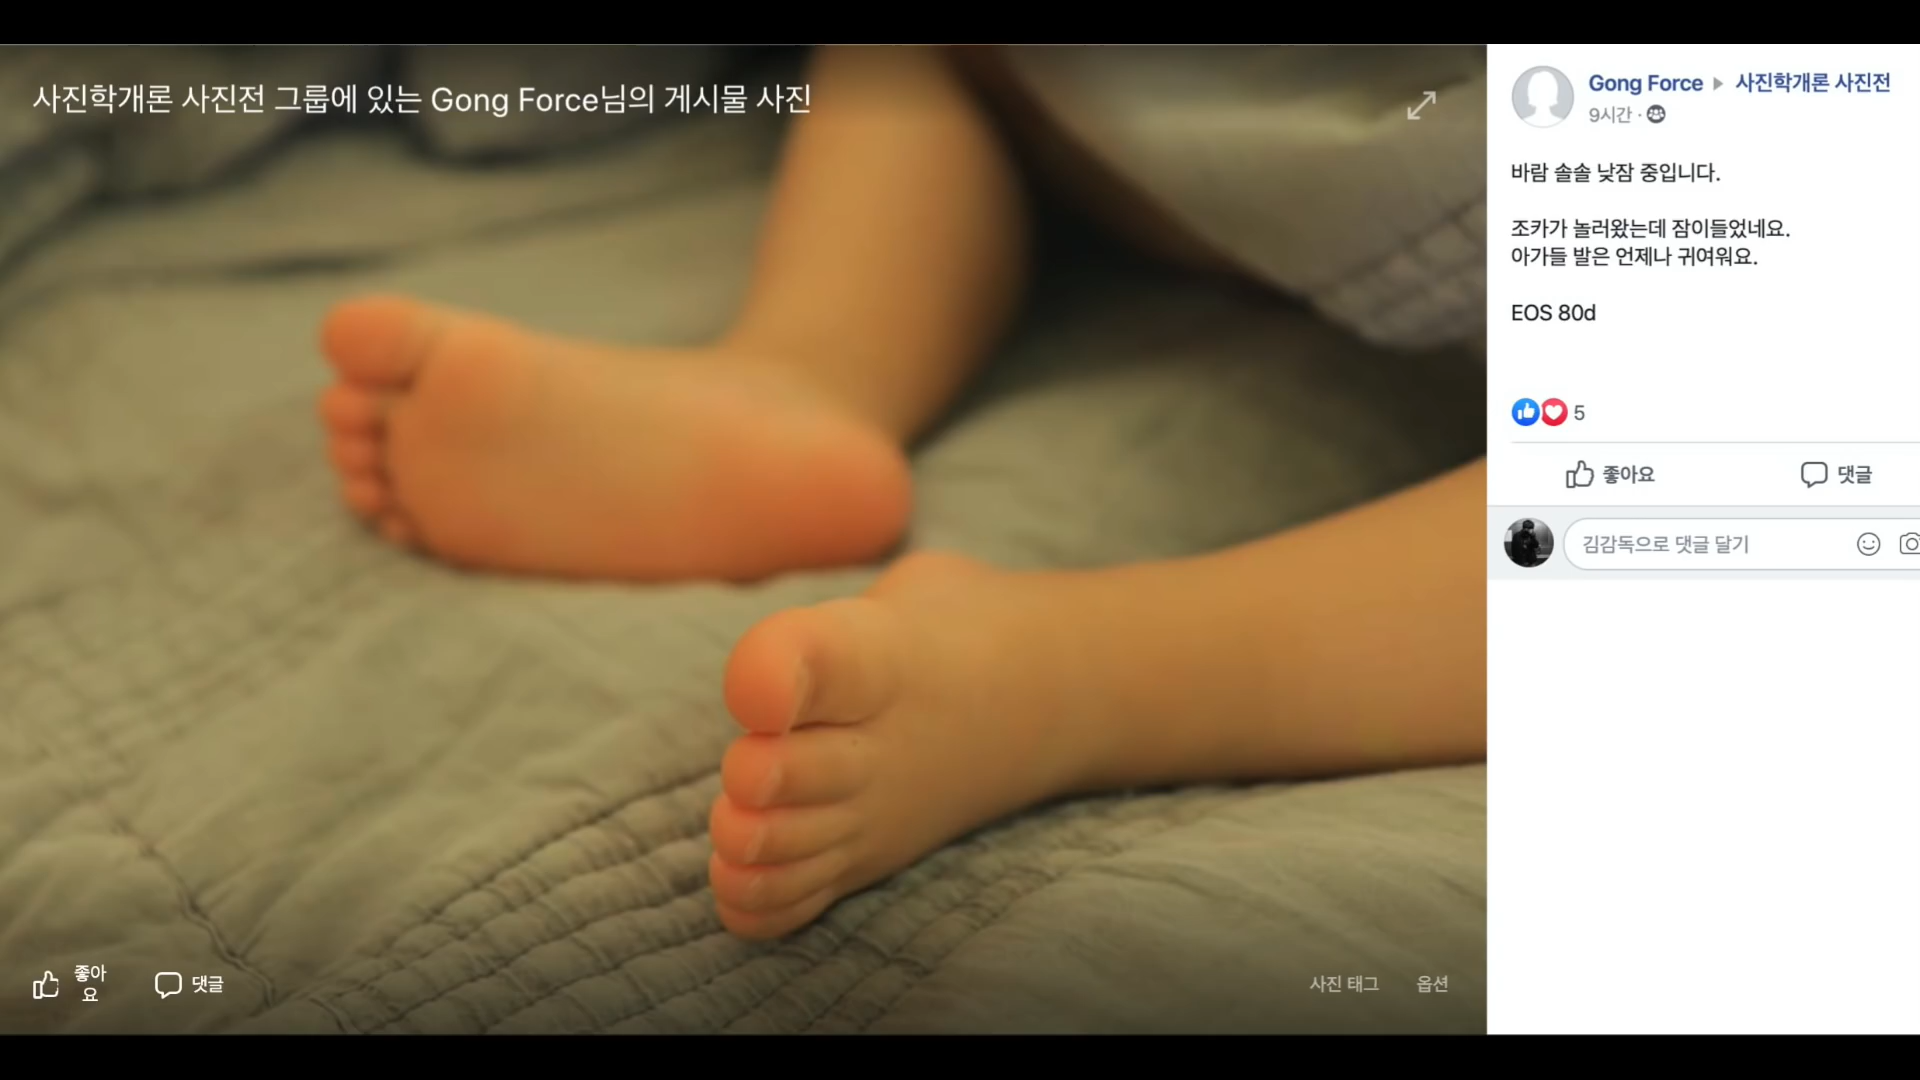 사진학개론 사진전 그룹에 있는 Gong Force님의 게시물 사진
좋아
요
댓글
사진 태그
옵션
Gong Force ▸ 사진학개론 사진전
9시간 ·
바람 솔솔 낮잠 중입니다.
조카가 놀러왔는데 잠이들었네요.
아가들 발은 언제나 귀여워요.
EOS 80d
5
좋아요
댓글
김감독으로 댓글 달기